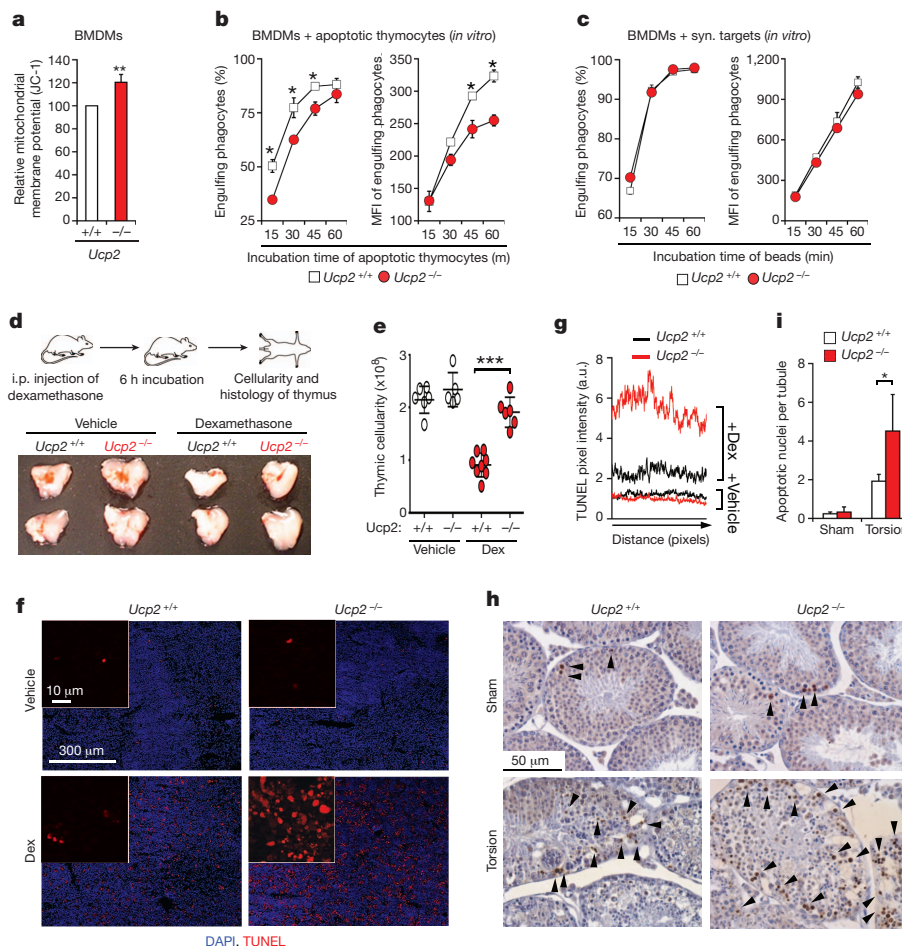 a
BMDMs
Relative mitochondrial
membrane potential (JC-1)
140
120
100
80
60
40
20
0
**
+/+ −/−
Ucp2
b
BMDMs + apoptotic thymocytes (in vitro)
Engulfing phagocytes (%)
100
75
50
25
*
*
*
15 30 45 60
MFI of engulfing phagocytes
350
300
250
200
150
100
*
*
15 30 45 60
Incubation time of apoptotic thymocytes (m)
Ucp2 +/+ Ucp2 −/−
c
BMDMs + syn. targets (in vitro)
Engulfing phagocytes (%)
100
90
80
70
60
15 30 45 60
MFI of engulfing phagocytes
1,200
900
600
300
0
15 30 45 60
Incubation time of beads (min)
Ucp2 +/+ Ucp2 −/−
d
i.p. injection of
dexamethasone
6 h incubation
Cellularity and
histology of thymus
Vehicle Dexamethasone
Ucp2 +/+ Ucp2 −/− Ucp2 +/+ Ucp2 −/−
e
Thymic cellularity (x10⁸)
3
2
1
0
***
Ucp2: +/+ −/− +/+ −/−
Vehicle Dex
g
Ucp2 +/+
Ucp2 −/−
TUNEL pixel intensity (a.u.)
8
6
4
2
0
+Dex
+Vehicle
Distance (pixels)
i
Ucp2 +/+
Ucp2 −/−
Apoptotic nuclei per tubule
8
6
4
2
0
*
Sham Torsion
f
Ucp2 +/+ Ucp2 −/−
Vehicle
10 μm
300 μm
Dex
DAPI, TUNEL
h
Ucp2 +/+ Ucp2 −/−
Sham
50 μm
Torsion